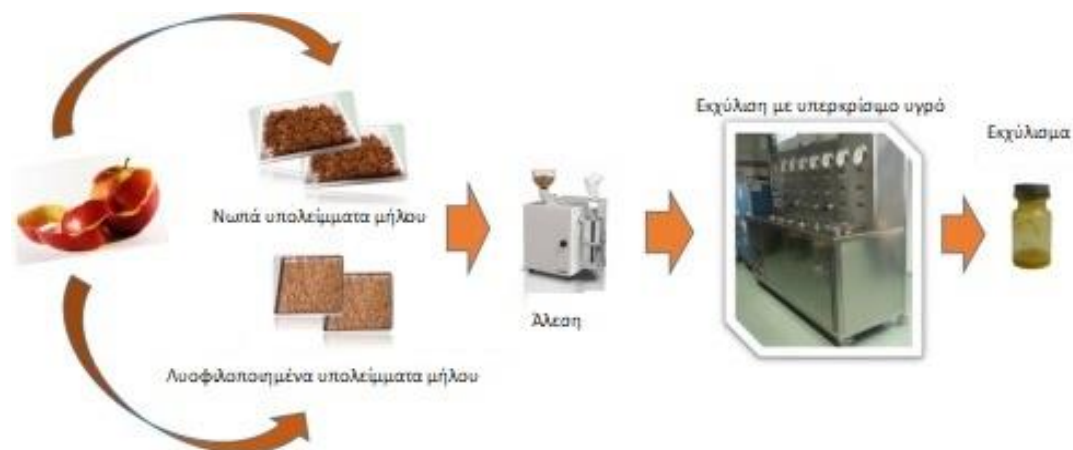 Εκχύλιση με υπερκρίσιμο υγρό
Εκχύλισμα
Νωπά υπολείμματα μήλου
Άλεση
Λυοφιλοποιημένα υπολείμματα μήλου